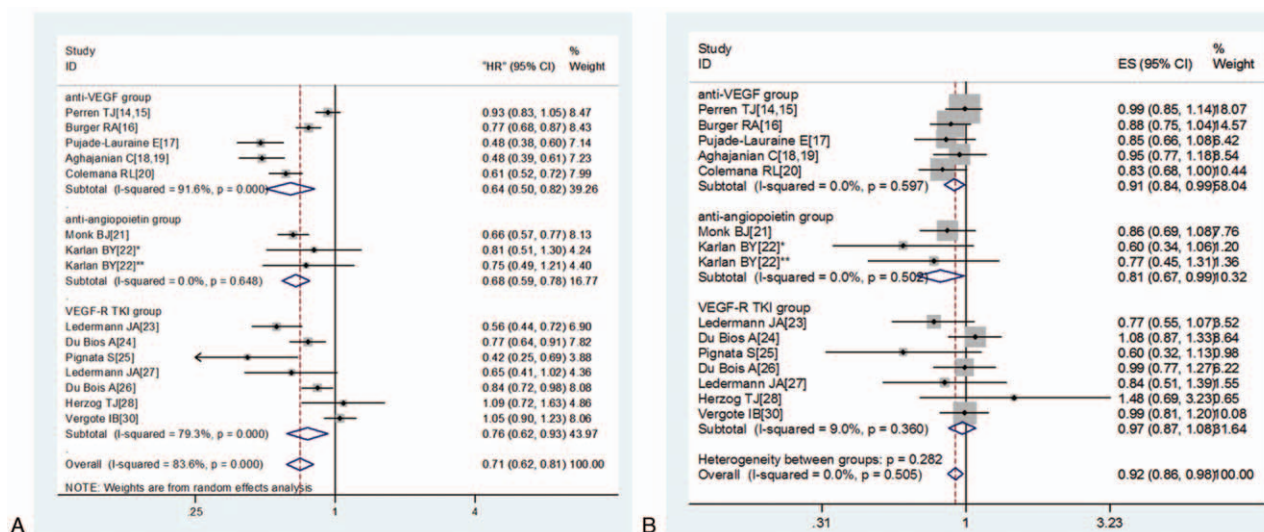 Study %
ID "HR" (95% CI) Weight
anti-VEGF group
Perren TJ[14,15] 0.93 (0.83, 1.05) 8.47
Burger RA[16] 0.77 (0.68, 0.87) 8.43
Pujade-Lauraine E[17] 0.48 (0.38, 0.60) 7.14
Aghajanian C[18,19] 0.48 (0.39, 0.61) 7.23
Colemana RL[20] 0.61 (0.52, 0.72) 7.99
Subtotal (I-squared = 91.6%, p = 0.000) 0.64 (0.50, 0.82) 39.26
.
anti-angiopoietin group
Monk BJ[21] 0.66 (0.57, 0.77) 8.13
Karlan BY[22]* 0.81 (0.51, 1.30) 4.24
Karlan BY[22]** 0.75 (0.49, 1.21) 4.40
Subtotal (I-squared = 0.0%, p = 0.648) 0.68 (0.59, 0.78) 16.77
.
VEGF-R TKI group
Ledermann JA[23] 0.56 (0.44, 0.72) 6.90
Du Bios A[24] 0.77 (0.64, 0.91) 7.82
Pignata S[25] 0.42 (0.25, 0.69) 3.88
Ledermann JA[27] 0.65 (0.41, 1.02) 4.36
Du Bois A[26] 0.84 (0.72, 0.98) 8.08
Herzog TJ[28] 1.09 (0.72, 1.63) 4.86
Vergote IB[30] 1.05 (0.90, 1.23) 8.06
Subtotal (I-squared = 79.3%, p = 0.000) 0.76 (0.62, 0.93) 43.97
.
Overall (I-squared = 83.6%, p = 0.000) 0.71 (0.62, 0.81) 100.00
NOTE: Weights are from random effects analysis
.25 1 4
A
Study %
ID ES (95% CI) Weight
anti-VEGF group
Perren TJ[14,15] 0.99 (0.85, 1.14) 18.07
Burger RA[16] 0.88 (0.75, 1.04) 14.57
Pujade-Lauraine E[17] 0.85 (0.66, 1.08) 6.42
Aghajanian C[18,19] 0.95 (0.77, 1.18) 8.54
Colemana RL[20] 0.83 (0.68, 1.00) 10.44
Subtotal (I-squared = 0.0%, p = 0.597) 0.91 (0.84, 0.99) 58.04
.
anti-angiopoietin group
Monk BJ[21] 0.86 (0.69, 1.08) 7.76
Karlan BY[22]* 0.60 (0.34, 1.06) 1.20
Karlan BY[22]** 0.77 (0.45, 1.31) 1.36
Subtotal (I-squared = 0.0%, p = 0.502) 0.81 (0.67, 0.99) 10.32
.
VEGF-R TKI group
Ledermann JA[23] 0.77 (0.55, 1.07) 3.52
Du Bios A[24] 1.08 (0.87, 1.33) 8.64
Pignata S[25] 0.60 (0.32, 1.13) 0.98
Du Bois A[26] 0.99 (0.77, 1.27) 6.22
Ledermann JA[27] 0.84 (0.51, 1.39) 1.55
Herzog TJ[28] 1.48 (0.69, 3.23) 0.65
Vergote IB[30] 0.99 (0.81, 1.20) 10.08
Subtotal (I-squared = 9.0%, p = 0.360) 0.97 (0.87, 1.08) 31.64
.
Heterogeneity between groups: p = 0.282
Overall (I-squared = 0.0%, p = 0.505) 0.92 (0.86, 0.98) 100.00
.31 1 3.23
B